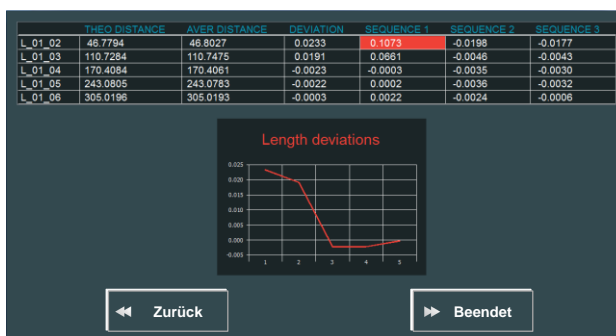 THEO DISTANCE AVER DISTANCE DEVIATION SEQUENCE 1 SEQUENCE 2 SEQUENCE 3
L_01_02 46.7794 46.8027 0.0233 0.1073 -0.0198 -0.0177
L_01_03 110.7284 110.7475 0.0191 0.0661 -0.0046 -0.0043
L_01_04 170.4084 170.4061 -0.0023 -0.0003 -0.0035 -0.0030
L_01_05 243.0805 243.0783 -0.0022 0.0002 -0.0036 -0.0032
L_01_06 305.0196 305.0193 -0.0003 0.0022 -0.0024 -0.0006
Length deviations
0.025
0.020
0.015
0.010
0.005
0.000
-0.005
1 2 3 4 5
Zurück Beendet